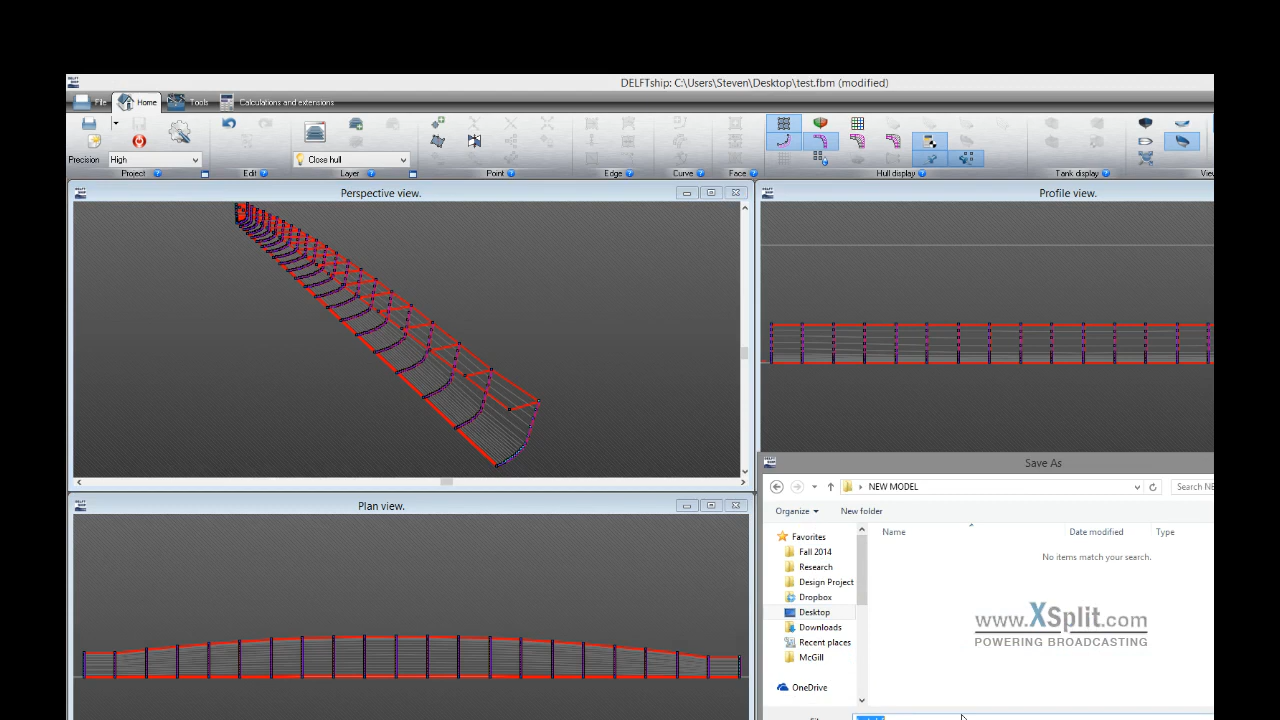 DELFTship: C:\Users\Steven\Desktop\test.fbm (modified)
File Home Tools Calculations and extensions
Precision High
Close hull
Project Edit Layer Point Edge Curve Face Hull display Tank display
Perspective view.
Profile view.
Save As
NEW MODEL
Search NE
Organize New folder
Favorites
Fall 2014
Research
Design Project
Dropbox
Desktop
Downloads
Recent places
McGill
OneDrive
Name Date modified Type
No items match your search.
www.XSplit.com
POWERING BROADCASTING
Plan view.